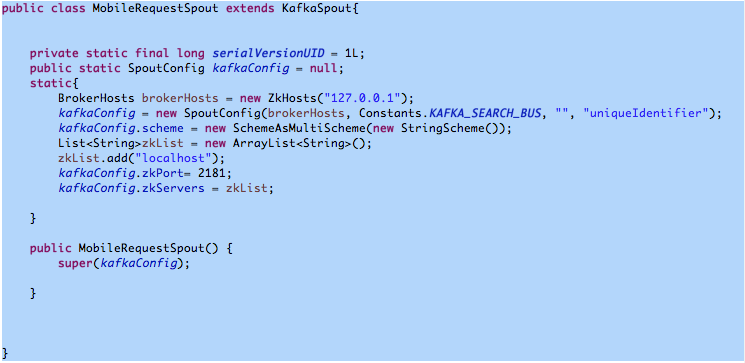 public class MobileRequestSpout extends KafkaSpout{
private static final long serialVersionUID = 1L;
public static SpoutConfig kafkaConfig = null;
static{
BrokerHosts brokerHosts = new ZkHosts("127.0.0.1");
kafkaConfig = new SpoutConfig(brokerHosts, Constants.KAFKA_SEARCH_BUS, "", "uniqueIdentifier");
kafkaConfig.scheme = new SchemeAsMultiScheme(new StringScheme());
List<String>zkList = new ArrayList<String>();
zkList.add("localhost");
kafkaConfig.zkPort= 2181;
kafkaConfig.zkServers = zkList;
}
public MobileRequestSpout() {
super(kafkaConfig);
}
}